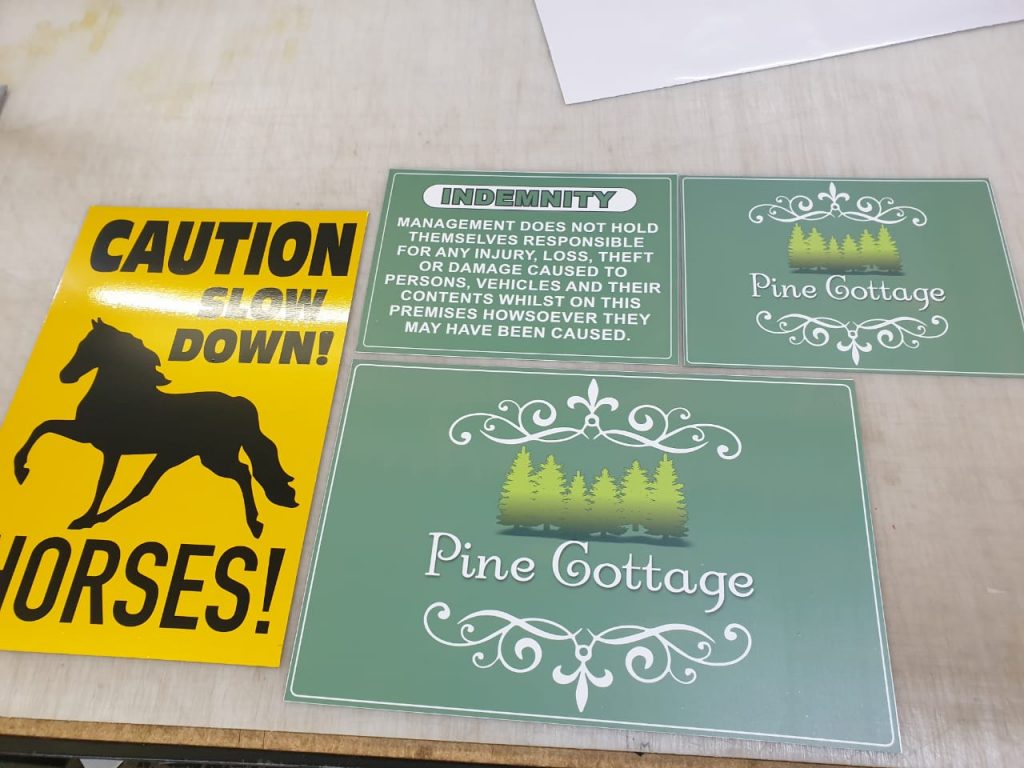 CAUTION
SLOW
DOWN!
HORSES!
INDEMNITY
MANAGEMENT DOES NOT HOLD
THEMSELVES RESPONSIBLE
FOR ANY INJURY, LOSS, THEFT
OR DAMAGE CAUSED TO
PERSONS, VEHICLES AND THEIR
CONTENTS WHILST ON THIS
PREMISES HOWSOEVER THEY
MAY HAVE BEEN CAUSED.
Pine Cottage
Pine Cottage